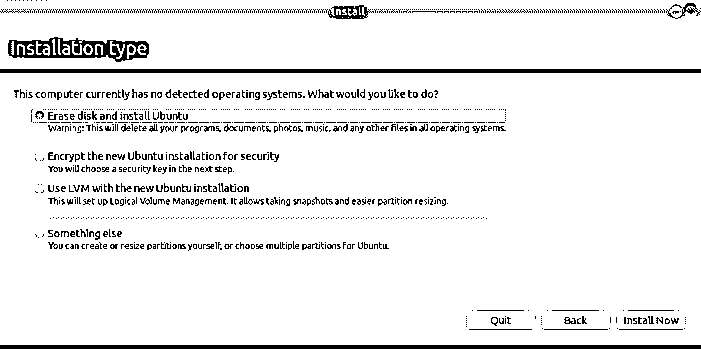 Install
Installation type
This computer currently has no detected operating systems. What would you like to do?
Erase disk and install Ubuntu
Warning: This will delete all your programs, documents, photos, music, and any other files in all operating systems.
Encrypt the new Ubuntu installation for security
You will choose a security key in the next step.
Use LVM with the new Ubuntu installation
This will set up Logical Volume Management. It allows taking snapshots and easier partition resizing.
Something else
You can create or resize partitions yourself, or choose multiple partitions for Ubuntu.
Quit Back Install Now